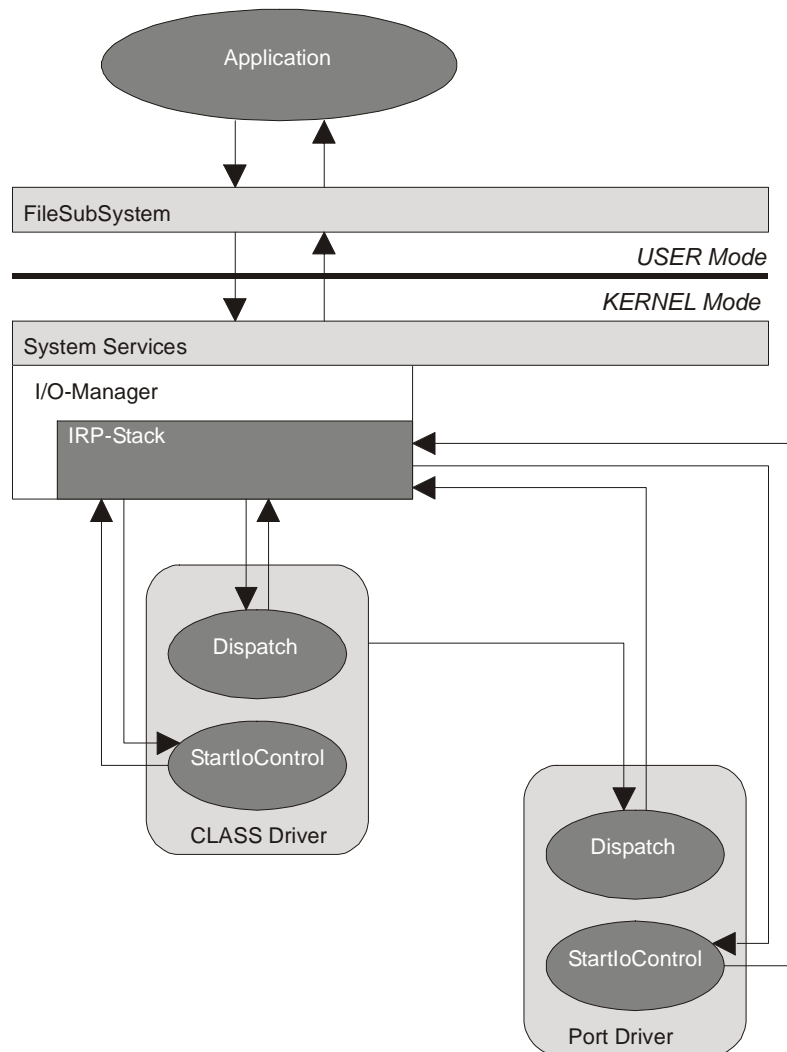 Application
FileSubSystem
USER Mode
KERNEL Mode
System Services
I/O-Manager
IRP-Stack
Dispatch
StartIoControl
CLASS Driver
Dispatch
StartIoControl
Port Driver